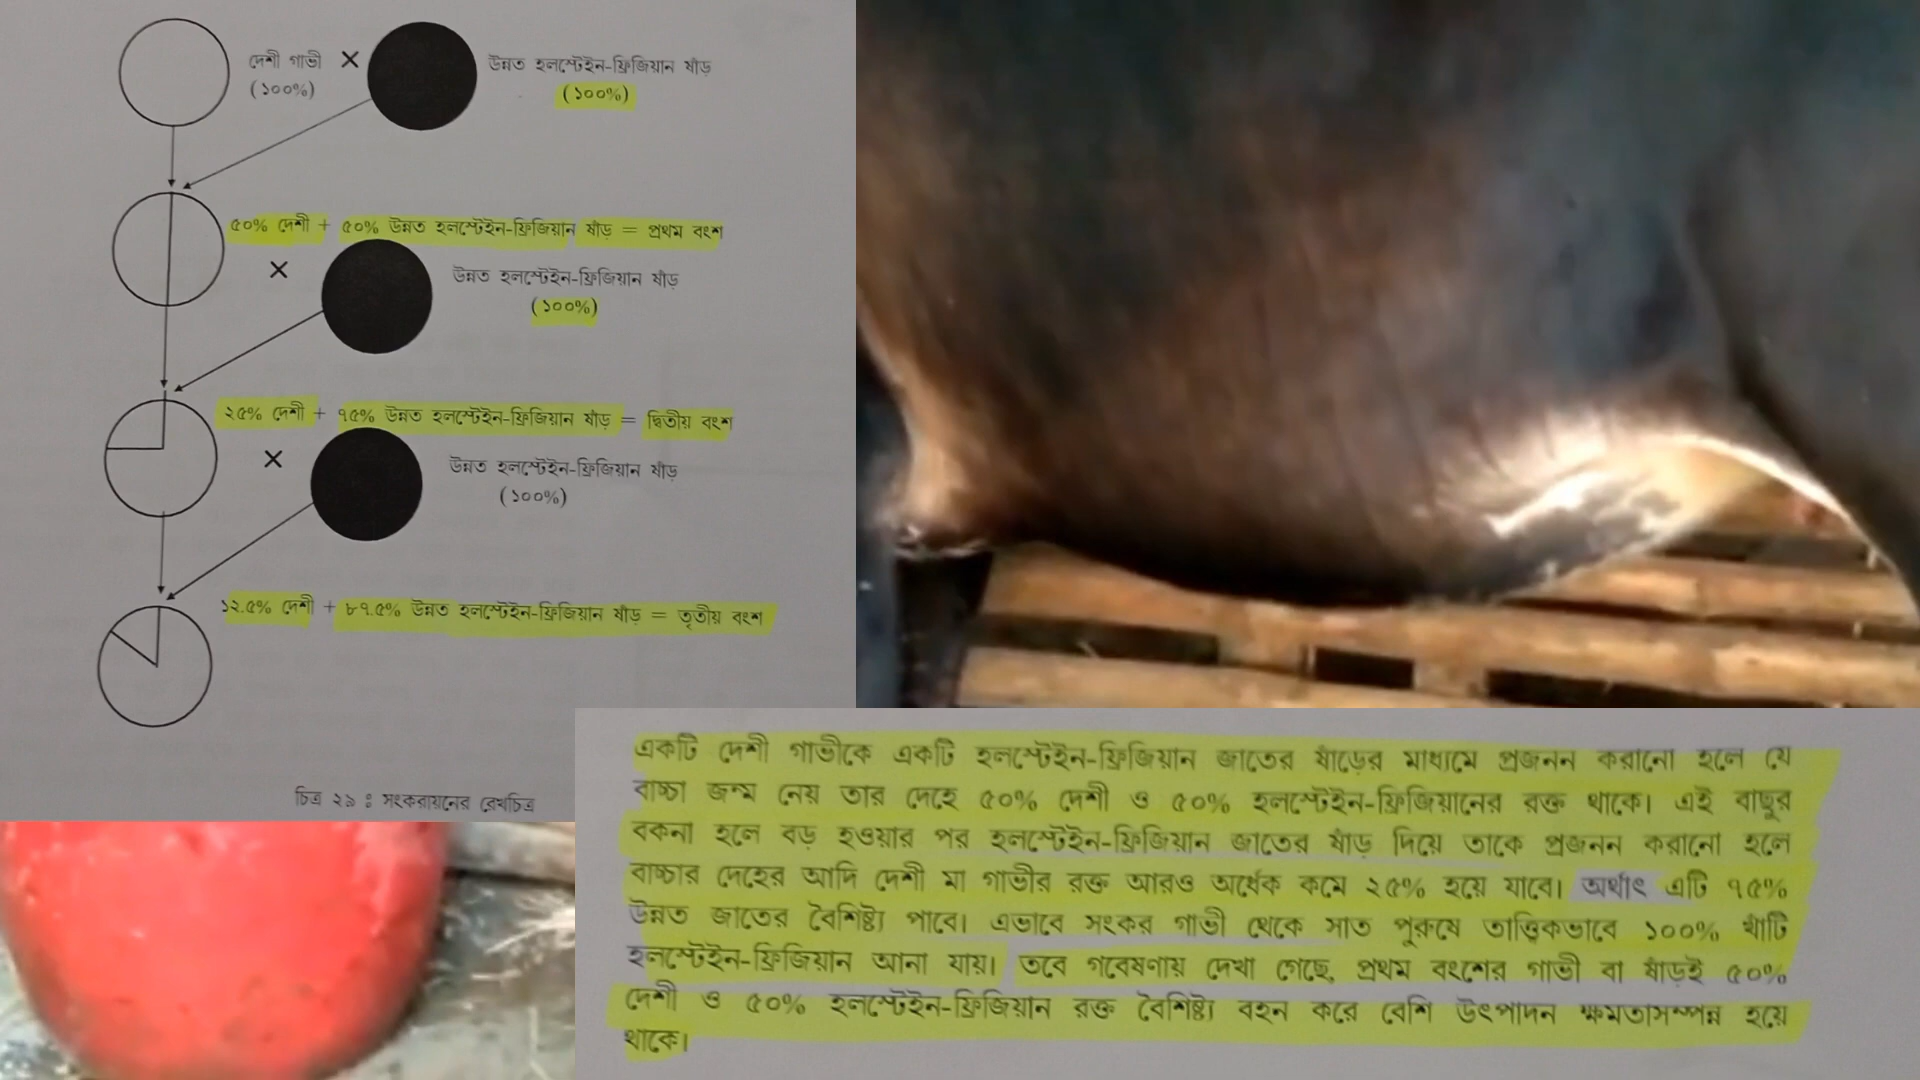 দেশী গাভী × উন্নত হলস্টেইন-ফ্রিজিয়ান ষাঁড়
(১০০%) (১০০%)
৫০% দেশী + ৫০% উন্নত হলস্টেইন-ফ্রিজিয়ান ষাঁড় = প্রথম বংশ
× উন্নত হলস্টেইন-ফ্রিজিয়ান ষাঁড়
(১০০%)
২৫% দেশী + ৭৫% উন্নত হলস্টেইন-ফ্রিজিয়ান ষাঁড় = দ্বিতীয় বংশ
× উন্নত হলস্টেইন-ফ্রিজিয়ান ষাঁড়
(১০০%)
১২.৫% দেশী + ৮৭.৫% উন্নত হলস্টেইন-ফ্রিজিয়ান ষাঁড় = তৃতীয় বংশ
চিত্র ২৯ : সংকরায়নের রেখচিত্র
একটি দেশী গাভীকে একটি হলস্টেইন-ফ্রিজিয়ান জাতের ষাঁড়ের মাধ্যমে প্রজনন করানো হলে যে
বাচ্চা জন্ম নেয় তার দেহে ৫০% দেশী ও ৫০% হলস্টেইন-ফ্রিজিয়ানের রক্ত থাকে। এই বাছুর
বকনা হলে বড় হওয়ার পর হলস্টেইন-ফ্রিজিয়ান জাতের ষাঁড় দিয়ে তাকে প্রজনন করানো হলে
বাচ্চার দেহের আদি দেশী মা গাভীর রক্ত আরও অর্ধেক কমে ২৫% হয়ে যাবে। অর্থাৎ এটি ৭৫%
উন্নত জাতের বৈশিষ্ট্য পাবে। এভাবে সংকর গাভী থেকে সাত পুরুষে তাত্ত্বিকভাবে ১০০% খাঁটি
হলস্টেইন-ফ্রিজিয়ান আনা যায়। তবে গবেষণায় দেখা গেছে, প্রথম বংশের গাভী বা ষাঁড়ই ৫০%
দেশী ও ৫০% হলস্টেইন-ফ্রিজিয়ান রক্ত বৈশিষ্ট্য বহন করে বেশি উৎপাদন ক্ষমতাসম্পন্ন হয়ে
থাকে।